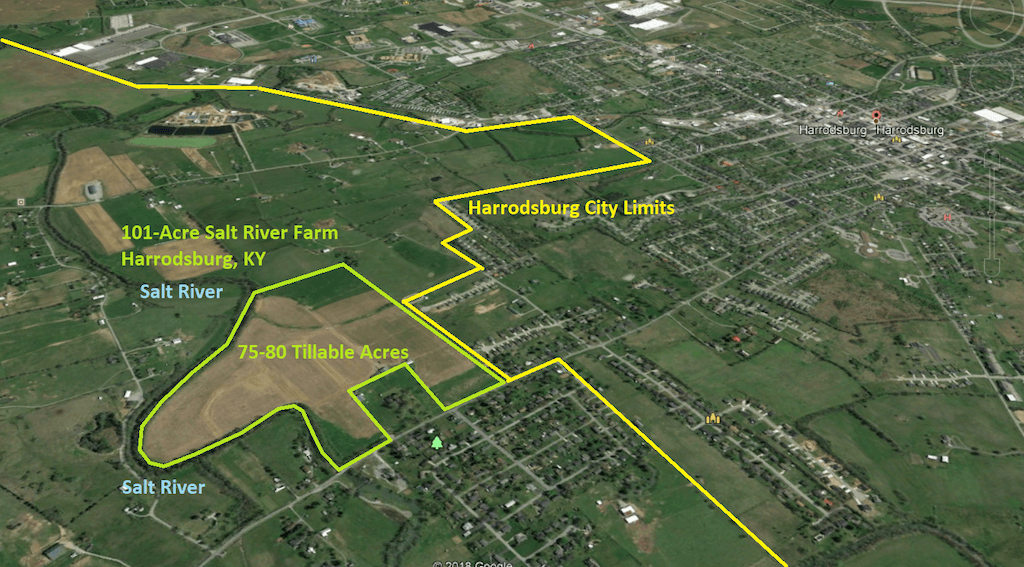 Harrodsburg Harrodsburg
Harrodsburg City Limits
101-Acre Salt River Farm
Harrodsburg, KY
Salt River
75-80 Tillable Acres
Salt River
© 2018 Google